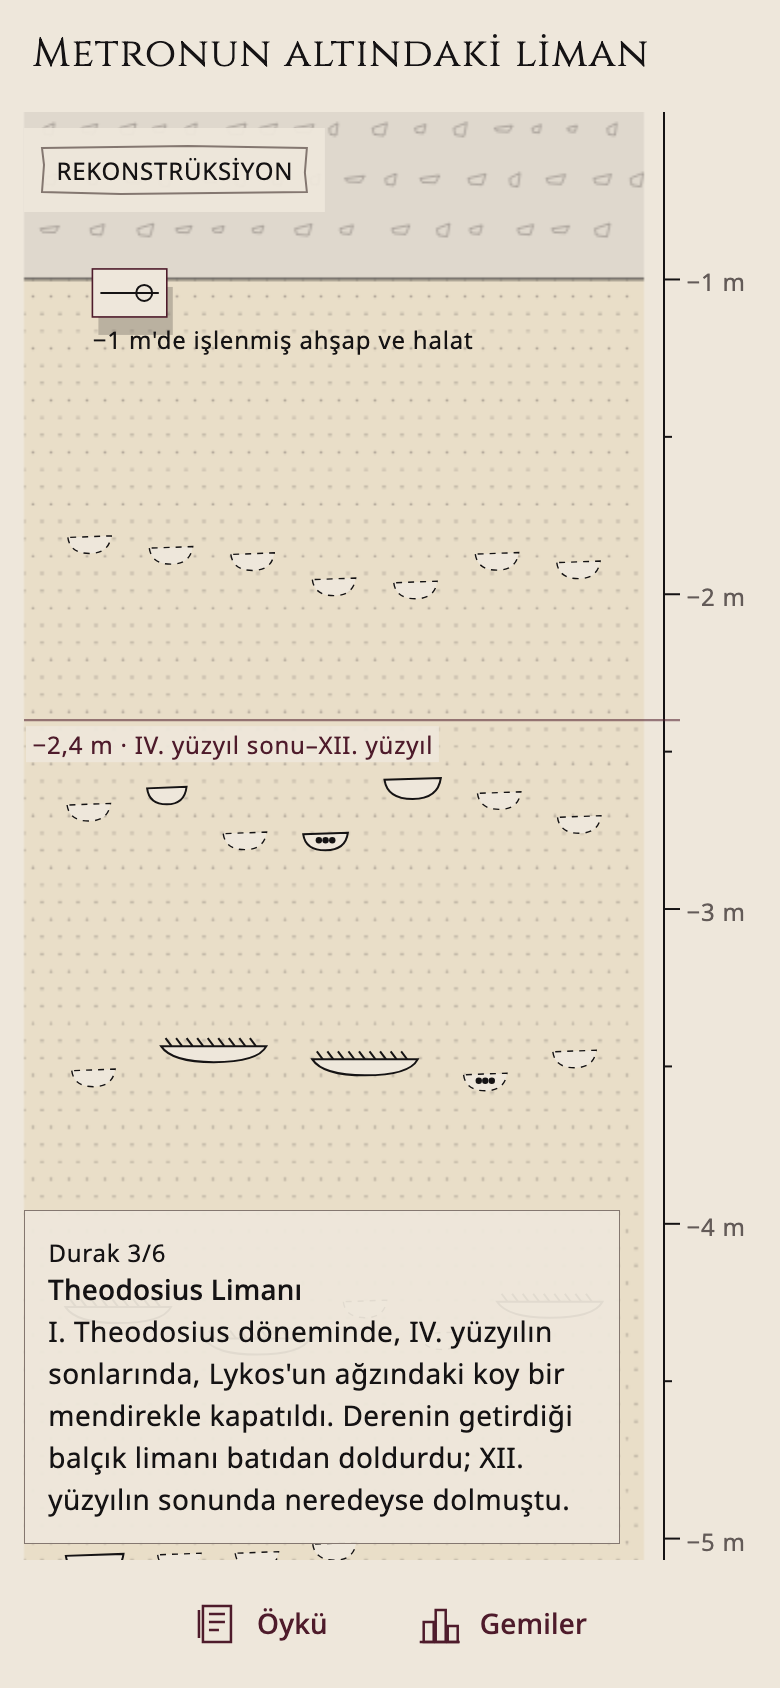 Metronun altındaki liman
REKONSTRÜKSİYON
−1 m
−1 m'de işlenmiş ahşap ve halat
−2 m
−2,4 m · IV. yüzyıl sonu–XII. yüzyıl
−3 m
−4 m
Durak 3/6
Theodosius Limanı
I. Theodosius döneminde, IV. yüzyılın
sonlarında, Lykos'un ağzındaki koy bir
mendirekle kapatıldı. Derenin getirdiği
balçık limanı batıdan doldurdu; XII.
yüzyılın sonunda neredeyse dolmuştu.
−5 m
Öykü
Gemiler